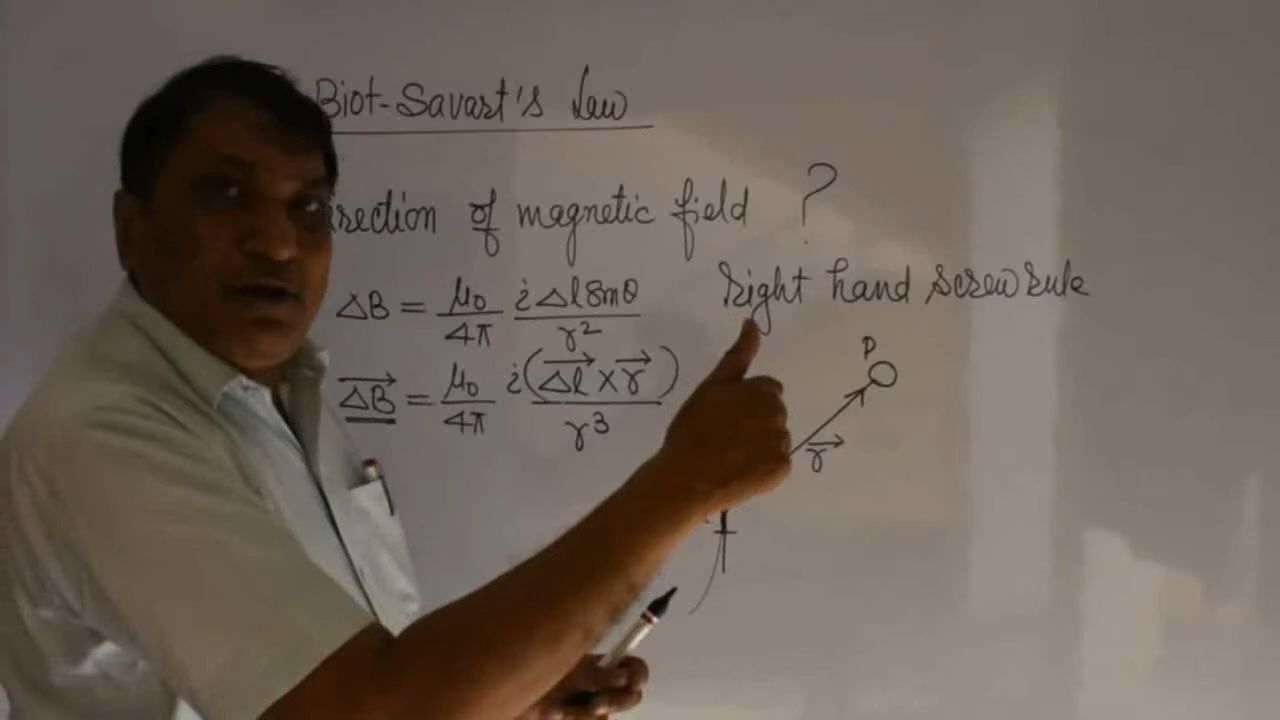 Biot-Savart's Law
irection of magnetic field ?
ΔB = μ₀/4π iΔl Sinθ/r²
right hand screw rule
→ΔB = μ₀/4π i(→Δl × →r)/r³
P
→r